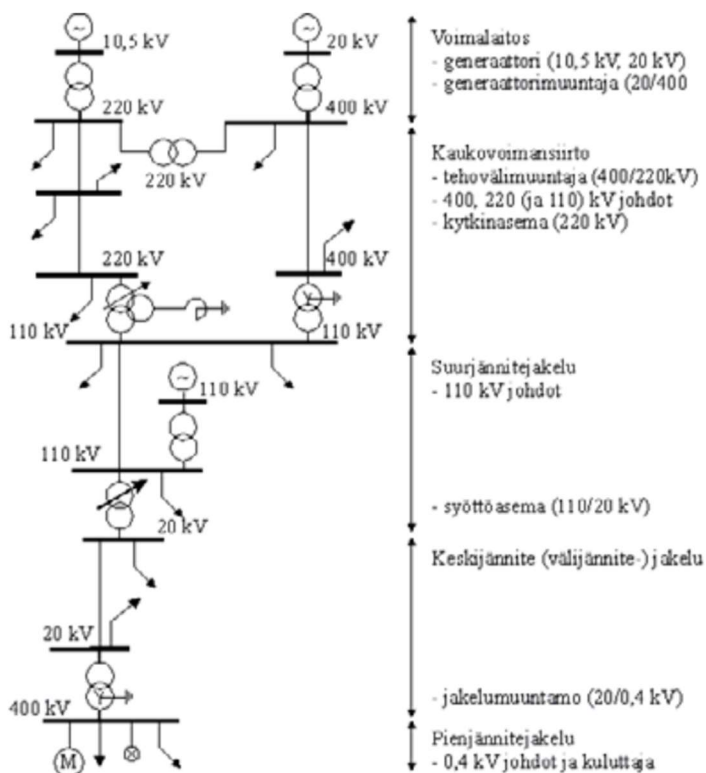 ~
~
10,5 kV
20 kV
220 kV
400 kV
220 kV
220 kV
400 kV
110 kV
110 kV
~
110 kV
110 kV
20 kV
20 kV
400 kV
M
Voimalaitos
- generaattori (10,5 kV, 20 kV)
- generaattorimuuntaja (20/400
Kaukovoimansiirto
- tehovälimuuntaja (400/220kV)
- 400, 220 (ja 110) kV johdot
- kytkinasema (220 kV)
Suurjännitejakelu
- 110 kV johdot
- syöttöasema (110/20 kV)
Keskijännite (välijännite-) jakelu
- jakelumuuntamo (20/0,4 kV)
Pienjännitejakelu
- 0,4 kV johdot ja kuluttaja